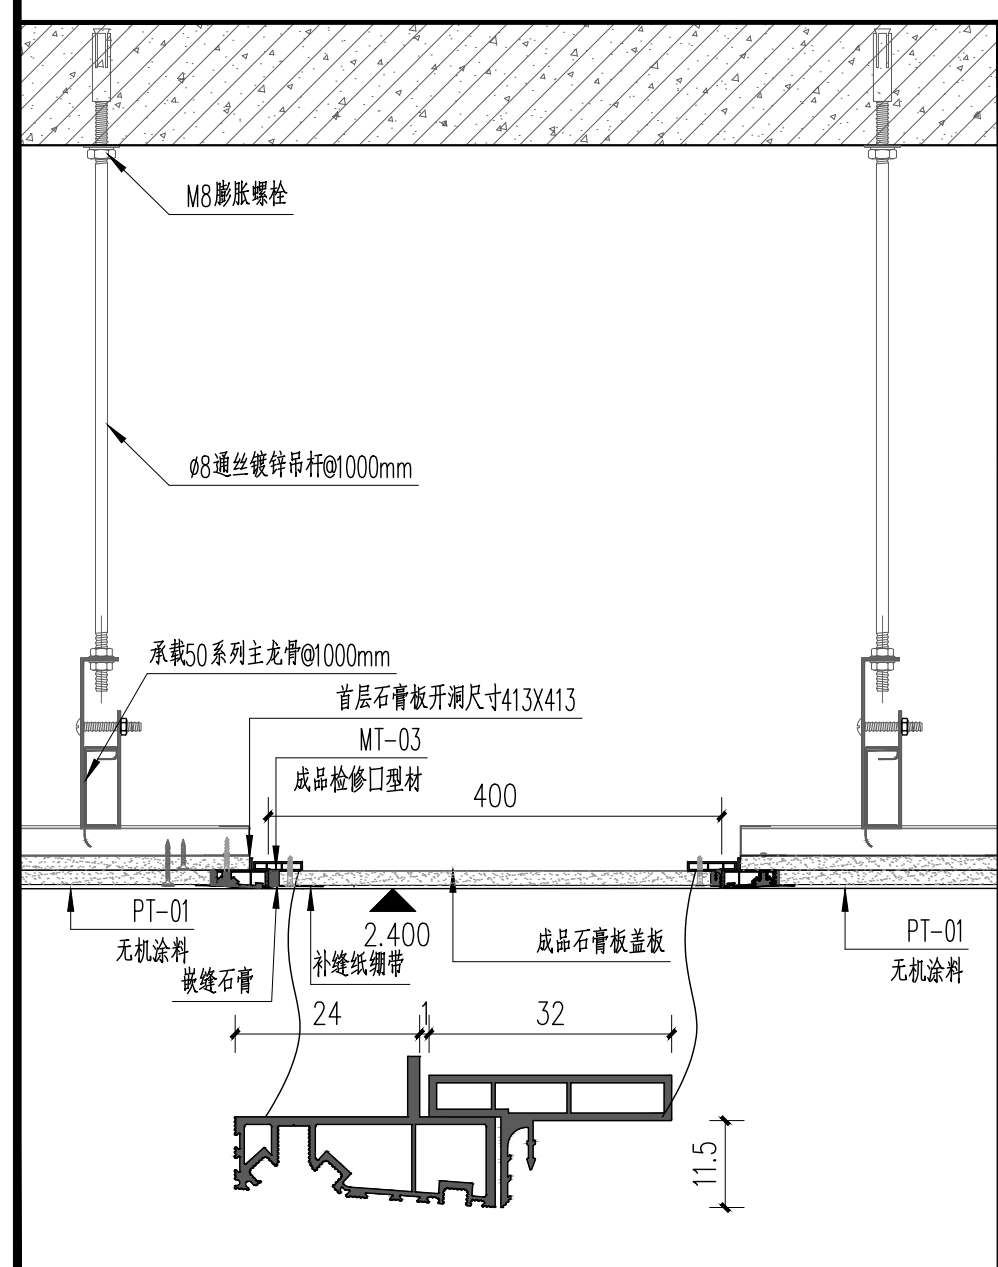 M8膨胀螺栓
ø8通丝镀锌吊杆@1000mm
承载50系列主龙骨@1000mm
首层石膏板开洞尺寸413X413
MT-03
成品检修口型材
400
PT-01
无机涂料
嵌缝石膏
补缝纸绷带
2.400
成品石膏板盖板
PT-01
无机涂料
24
1
32
11.5